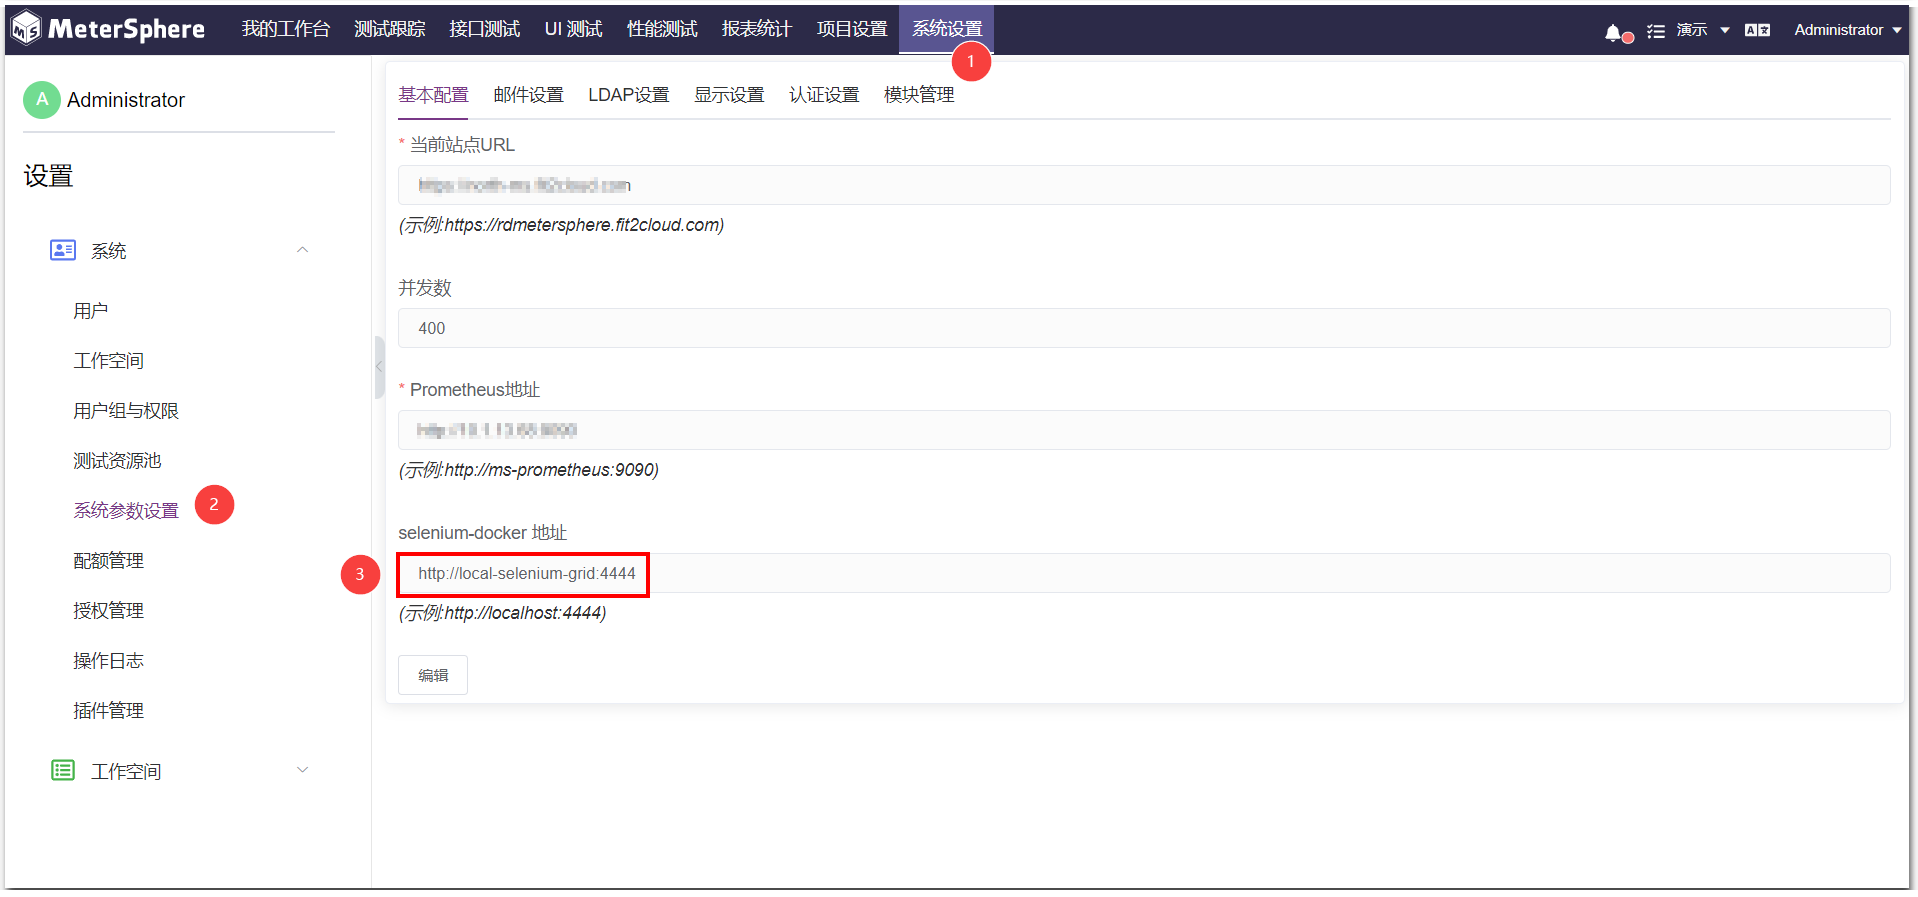 MeterSphere 我的工作台 测试跟踪 接口测试 UI 测试 性能测试 报表统计 项目设置 系统设置 演示 Administrator
1
A Administrator
设置
系统
用户
工作空间
用户组与权限
测试资源池
系统参数设置 2
配额管理
授权管理
操作日志
插件管理
工作空间
基本配置 邮件设置 LDAP设置 显示设置 认证设置 模块管理
* 当前站点URL
(示例:https://rdmetersphere.fit2cloud.com)
并发数
400
* Prometheus地址
(示例:http://ms-prometheus:9090)
selenium-docker 地址
3 http://local-selenium-grid:4444
(示例:http://localhost:4444)
编辑